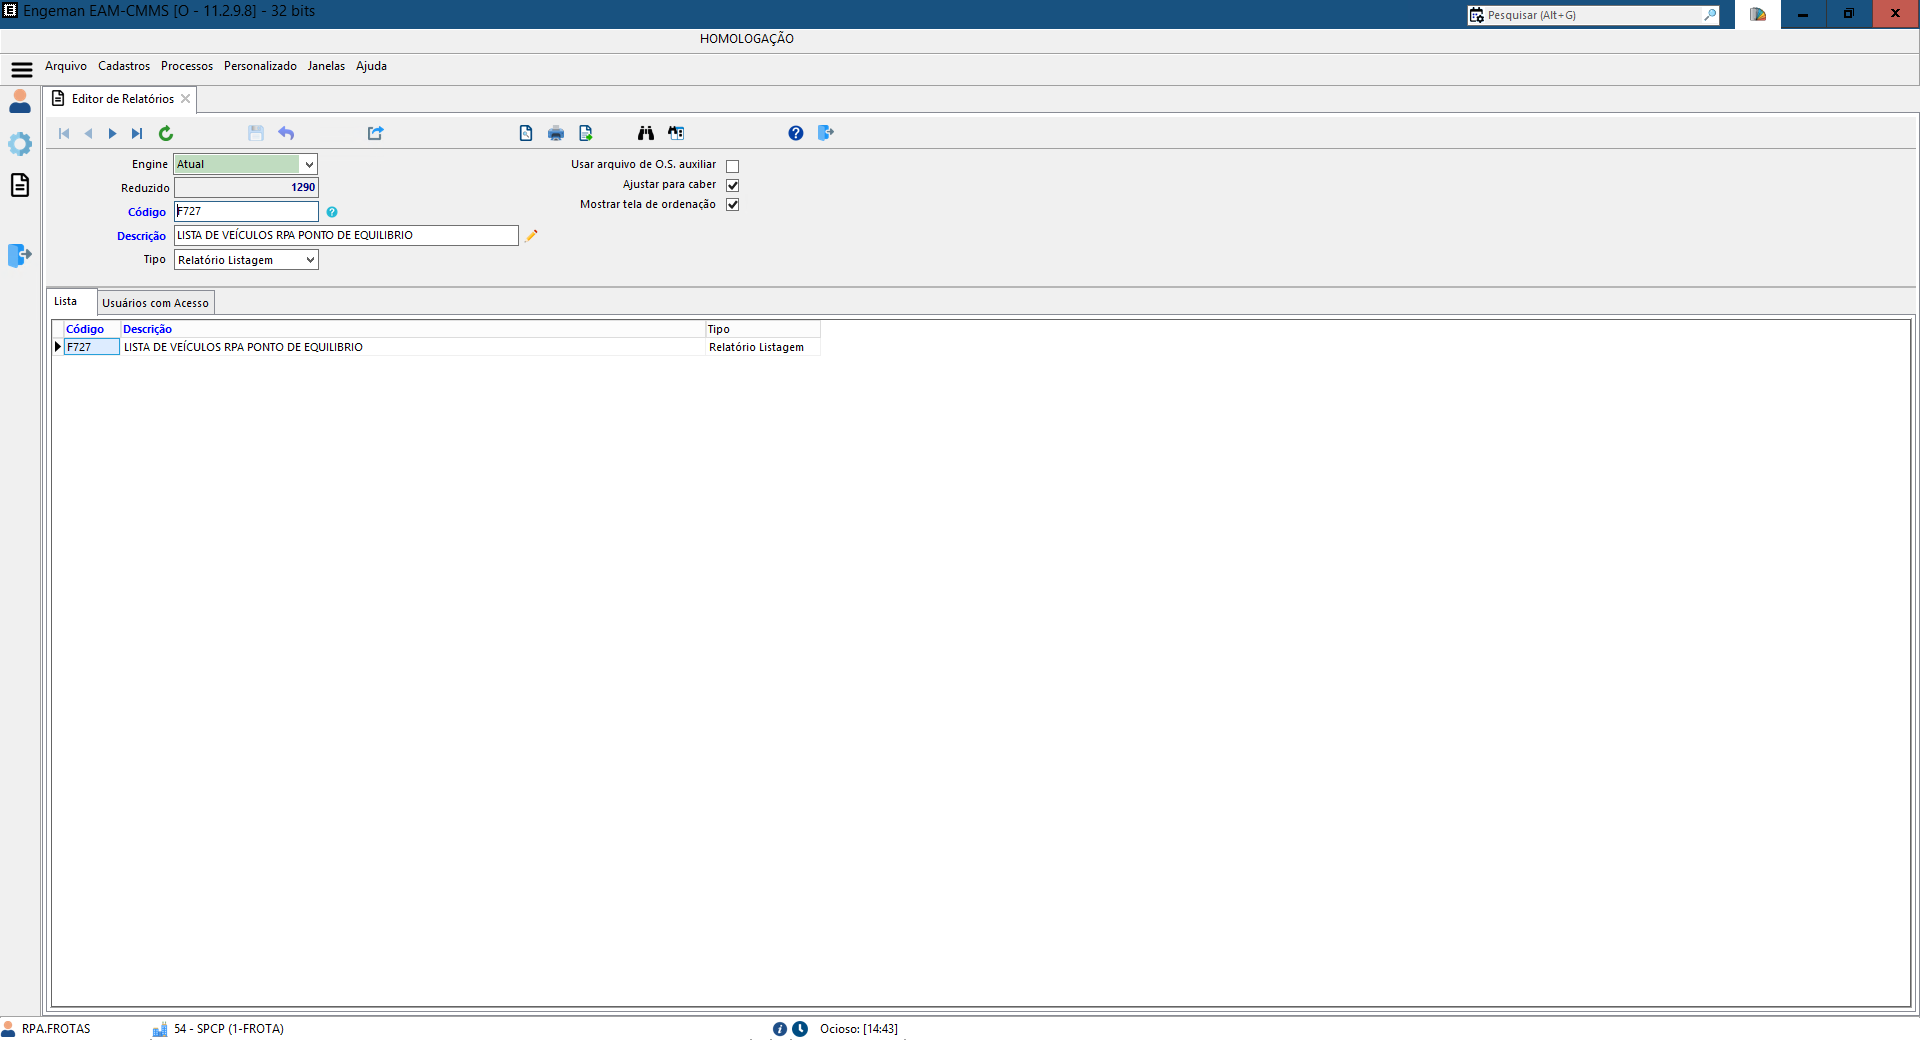 Engeman EAM-CMMS [O - 11.2.9.8] - 32 bits
Pesquisar (Alt+G)
HOMOLOGAÇÃO
Arquivo Cadastros Processos Personalizado Janelas Ajuda
Editor de Relatórios
Engine Atual
Usar arquivo de O.S. auxiliar
Reduzido 1290
Ajustar para caber
Código F727
Mostrar tela de ordenação
Descrição LISTA DE VEÍCULOS RPA PONTO DE EQUILIBRIO
Tipo Relatório Listagem
Lista Usuários com Acesso
Código Descrição Tipo
F727 LISTA DE VEÍCULOS RPA PONTO DE EQUILIBRIO Relatório Listagem
RPA.FROTAS 54 - SPCP (1-FROTA) Ocioso: [14:43]